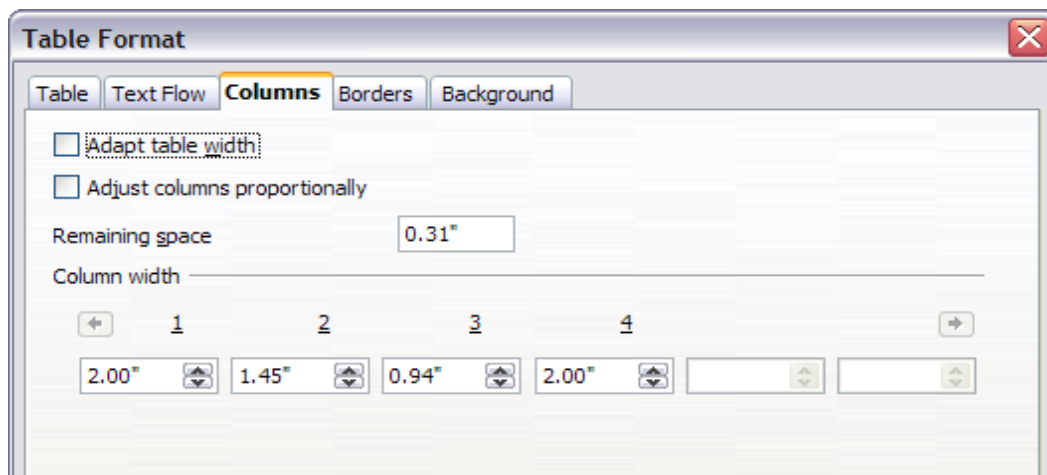 Table Format
Table Text Flow Columns Borders Background
Adapt table width
Adjust columns proportionally
Remaining space 0.31"
Column width
1 2 3 4
2.00" 1.45" 0.94" 2.00"